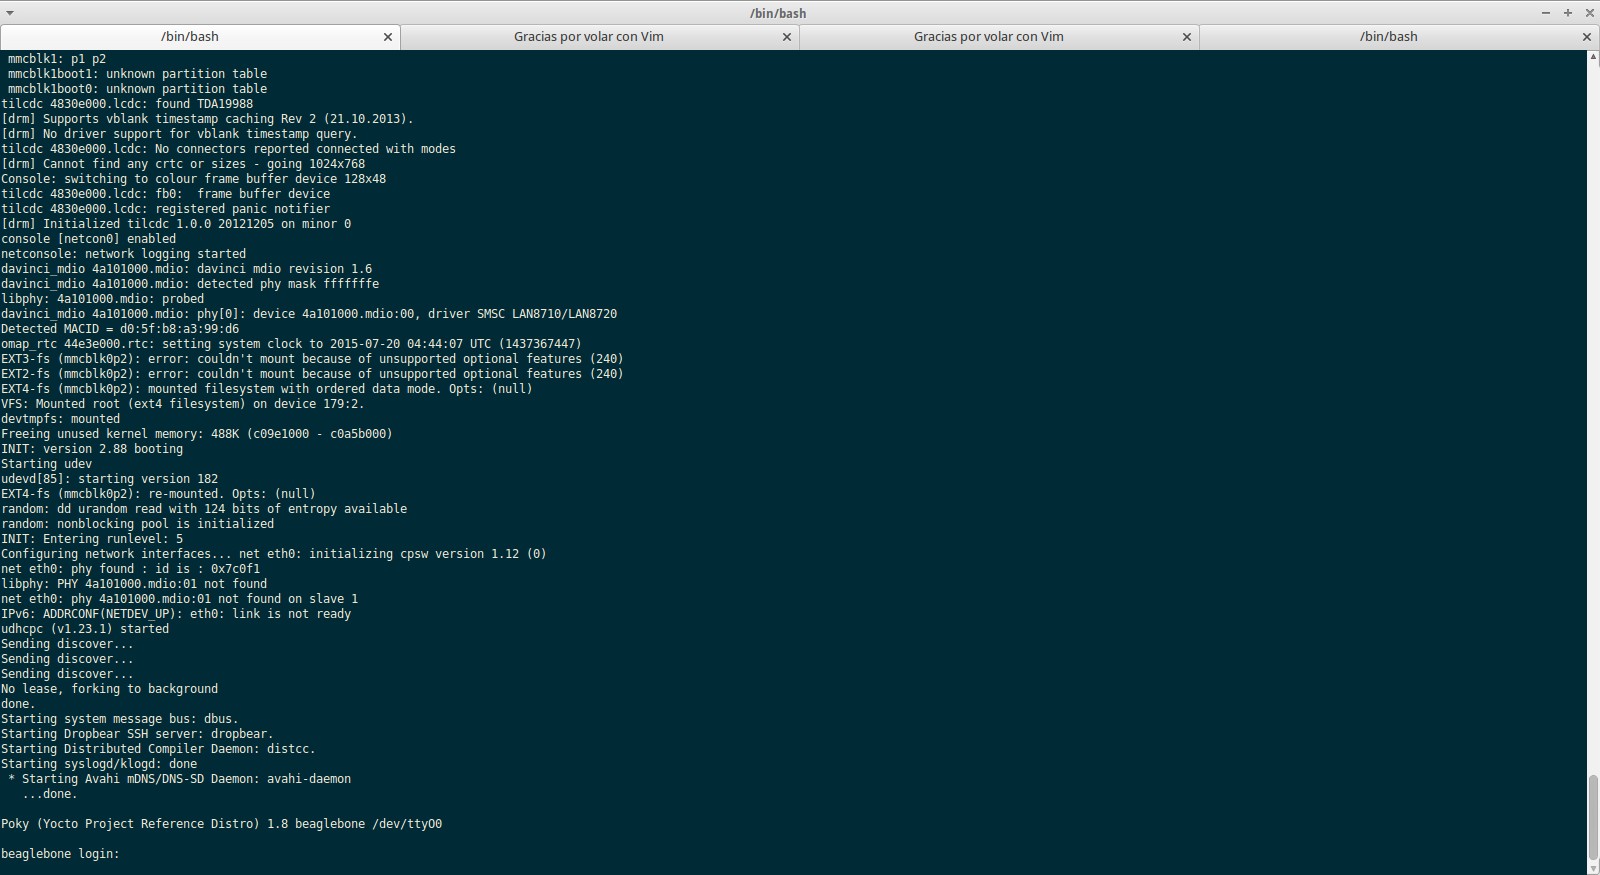 /bin/bash
/bin/bash
Gracias por volar con Vim
Gracias por volar con Vim
/bin/bash
mmcblk1: p1 p2
mmcblk1boot1: unknown partition table
mmcblk1boot0: unknown partition table
tilcdc 4830e000.lcdc: found TDA19988
[drm] Supports vblank timestamp caching Rev 2 (21.10.2013).
[drm] No driver support for vblank timestamp query.
tilcdc 4830e000.lcdc: No connectors reported connected with modes
[drm] Cannot find any crtc or sizes - going 1024x768
Console: switching to colour frame buffer device 128x48
tilcdc 4830e000.lcdc: fb0:  frame buffer device
tilcdc 4830e000.lcdc: registered panic notifier
[drm] Initialized tilcdc 1.0.0 20121205 on minor 0
console [netcon0] enabled
netconsole: network logging started
davinci_mdio 4a101000.mdio: davinci mdio revision 1.6
davinci_mdio 4a101000.mdio: detected phy mask fffffffe
libphy: 4a101000.mdio: probed
davinci_mdio 4a101000.mdio: phy[0]: device 4a101000.mdio:00, driver SMSC LAN8710/LAN8720
Detected MACID = d0:5f:b8:a3:99:d6
omap_rtc 44e3e000.rtc: setting system clock to 2015-07-20 04:44:07 UTC (1437367447)
EXT3-fs (mmcblk0p2): error: couldn't mount because of unsupported optional features (240)
EXT2-fs (mmcblk0p2): error: couldn't mount because of unsupported optional features (240)
EXT4-fs (mmcblk0p2): mounted filesystem with ordered data mode. Opts: (null)
VFS: Mounted root (ext4 filesystem) on device 179:2.
devtmpfs: mounted
Freeing unused kernel memory: 488K (c09e1000 - c0a5b000)
INIT: version 2.88 booting
Starting udev
udevd[85]: starting version 182
EXT4-fs (mmcblk0p2): re-mounted. Opts: (null)
random: dd urandom read with 124 bits of entropy available
random: nonblocking pool is initialized
INIT: Entering runlevel: 5
Configuring network interfaces... net eth0: initializing cpsw version 1.12 (0)
net eth0: phy found : id is : 0x7c0f1
libphy: PHY 4a101000.mdio:01 not found
net eth0: phy 4a101000.mdio:01 not found on slave 1
IPv6: ADDRCONF(NETDEV_UP): eth0: link is not ready
udhcpc (v1.23.1) started
Sending discover...
Sending discover...
Sending discover...
No lease, forking to background
done.
Starting system message bus: dbus.
Starting Dropbear SSH server: dropbear.
Starting Distributed Compiler Daemon: distcc.
Starting syslogd/klogd: done
* Starting Avahi mDNS/DNS-SD Daemon: avahi-daemon
...done.
Poky (Yocto Project Reference Distro) 1.8 beaglebone /dev/ttyO0
beaglebone login: